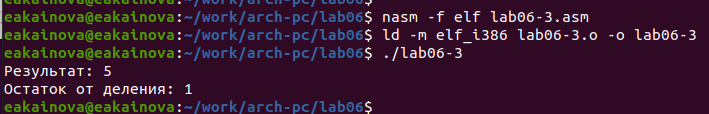 eakainova@eakainova:~/work/arch-pc/lab06$ nasm -f elf lab06-3.asm
eakainova@eakainova:~/work/arch-pc/lab06$ ld -m elf_i386 lab06-3.o -o lab06-3
eakainova@eakainova:~/work/arch-pc/lab06$ ./lab06-3
Результат: 5
Остаток от деления: 1
eakainova@eakainova:~/work/arch-pc/lab06$